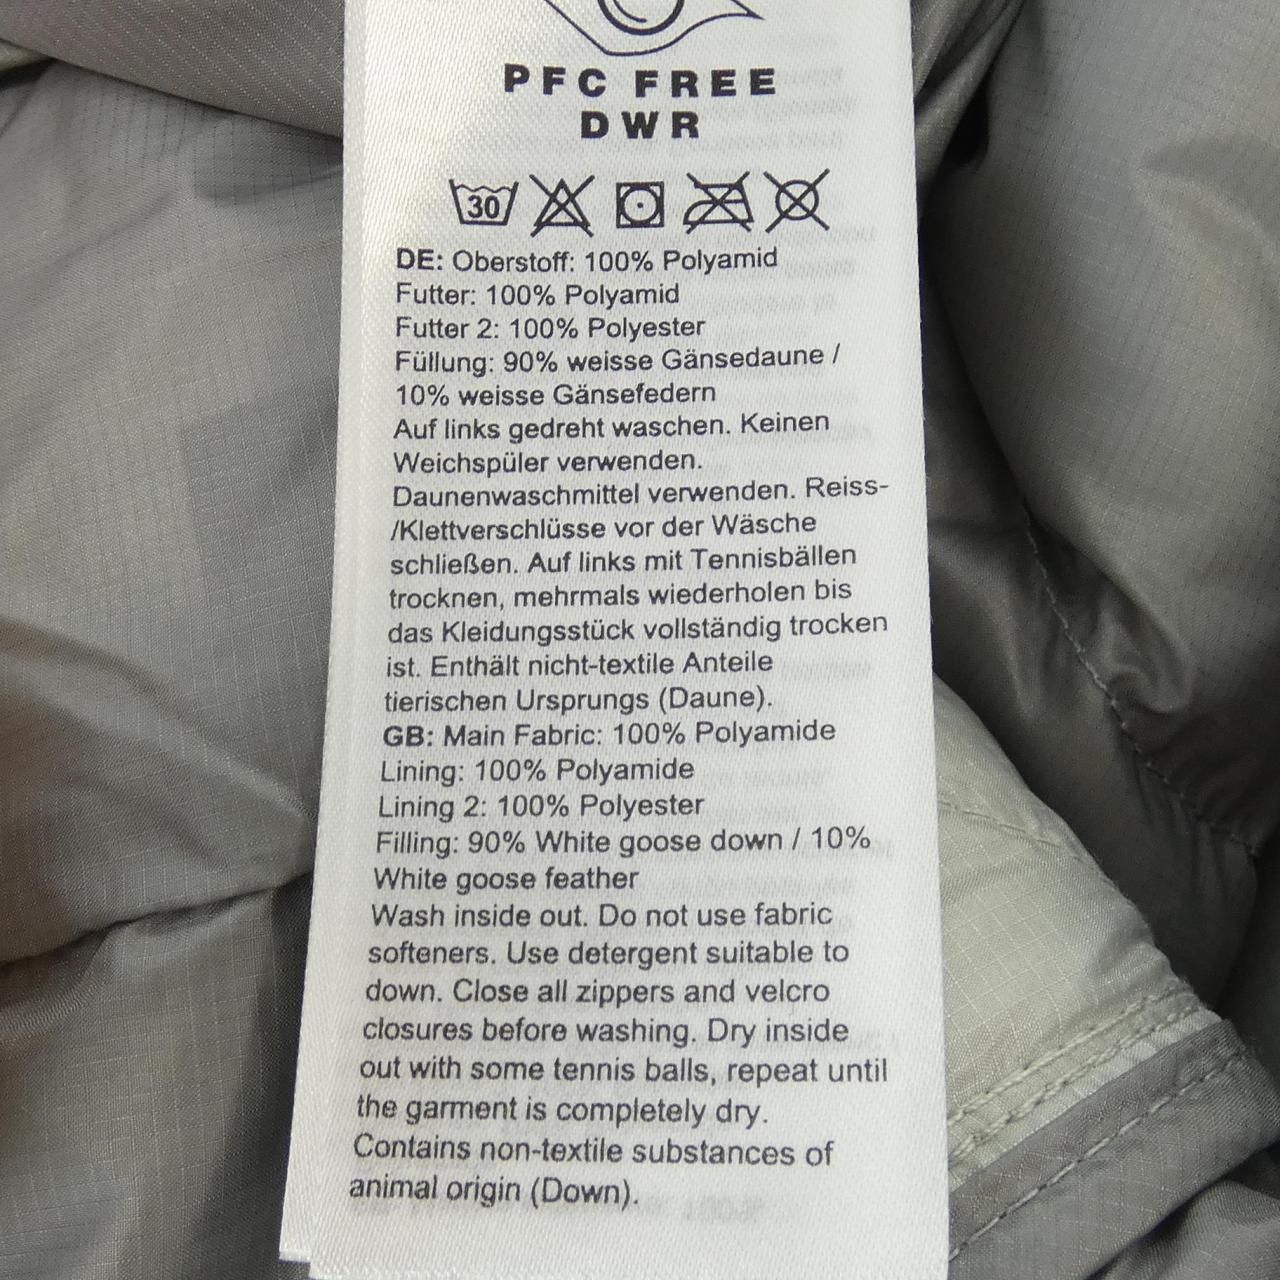 PFC FREE
DWR
30
DE: Oberstoff: 100% Polyamid
Futter: 100% Polyamid
Futter 2: 100% Polyester
Füllung: 90% weisse Gänsedaune /
10% weisse Gänsefedern
Auf links gedreht waschen. Keinen
Weichspüler verwenden.
Daunenwaschmittel verwenden. Reiss-
/Klettverschlüsse vor der Wäsche
schließen. Auf links mit Tennisbällen
trocknen, mehrmals wiederholen bis
das Kleidungsstück vollständig trocken
ist. Enthält nicht-textile Anteile
tierischen Ursprungs (Daune).
GB: Main Fabric: 100% Polyamide
Lining: 100% Polyamide
Lining 2: 100% Polyester
Filling: 90% White goose down / 10%
White goose feather
Wash inside out. Do not use fabric
softeners. Use detergent suitable to
down. Close all zippers and velcro
closures before washing. Dry inside
out with some tennis balls, repeat until
the garment is completely dry.
Contains non-textile substances of
animal origin (Down).